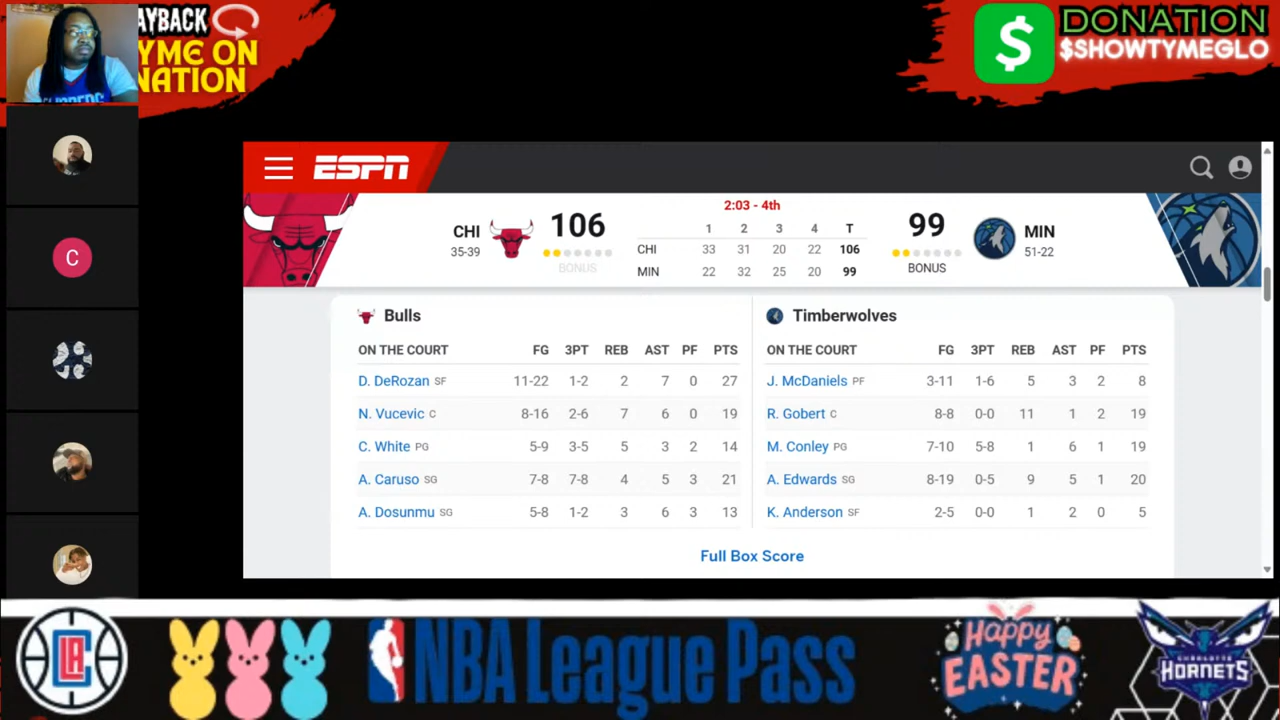 AYBACK
YME ON
NATION
CLIPPERS
DONATION
$SHOWTYMEGLO
C
ESPN
2:03 - 4th
CHI
35-39
106
BONUS
1 2 3 4 T
CHI 33 31 20 22 106
MIN 22 32 25 20 99
99
BONUS
MIN
51-22
Bulls
ON THE COURT FG 3PT REB AST PF PTS
D. DeRozan SF 11-22 1-2 2 7 0 27
N. Vucevic C 8-16 2-6 7 6 0 19
C. White PG 5-9 3-5 5 3 2 14
A. Caruso SG 7-8 7-8 4 5 3 21
A. Dosunmu SG 5-8 1-2 3 6 3 13
Timberwolves
ON THE COURT FG 3PT REB AST PF PTS
J. McDaniels PF 3-11 1-6 5 3 2 8
R. Gobert C 8-8 0-0 11 1 2 19
M. Conley PG 7-10 5-8 1 6 1 19
A. Edwards SG 8-19 0-5 9 5 1 20
K. Anderson SF 2-5 0-0 1 2 0 5
Full Box Score
LA
NBA League Pass
Happy
EASTER
CHARLOTTE
HORNETS